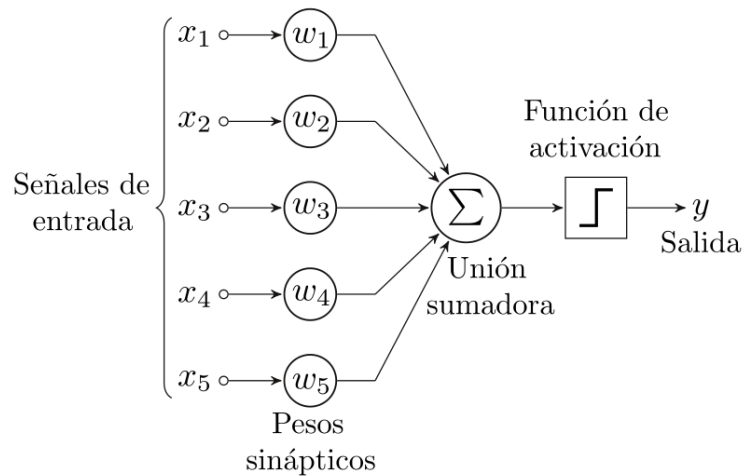 Señales de
entrada
x₁
w₁
x₂
w₂
x₃
w₃
x₄
w₄
x₅
w₅
Pesos
sinápticos
Σ
Unión
sumadora
Función de
activación
y
Salida